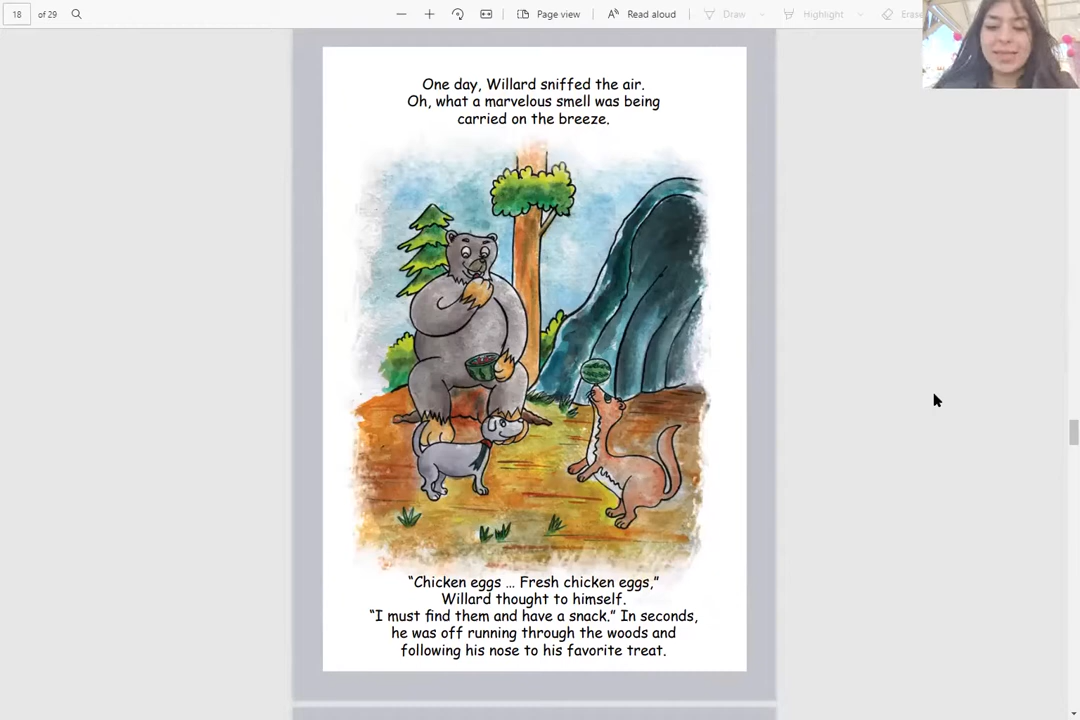 18 of 29 Page view Read aloud Draw Highlight Erase
One day, Willard sniffed the air.
Oh, what a marvelous smell was being
carried on the breeze.
“Chicken eggs ... Fresh chicken eggs,”
Willard thought to himself.
“I must find them and have a snack.” In seconds,
he was off running through the woods and
following his nose to his favorite treat.